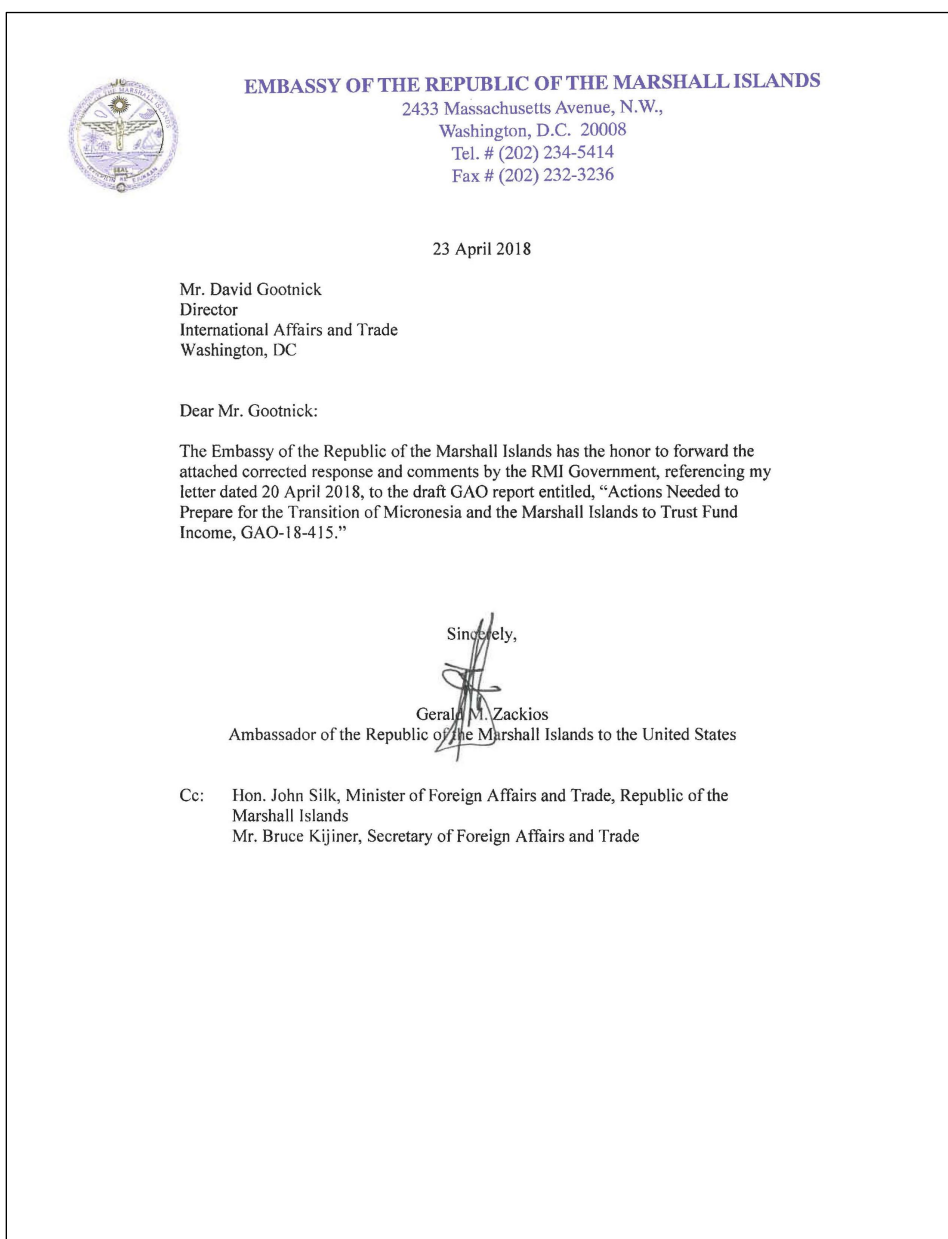 EMBASSY OF THE REPUBLIC OF THE MARSHALL ISLANDS
2433 Massachusetts Avenue, N.W.,
Washington, D.C. 20008
Tel. # (202) 234-5414
Fax # (202) 232-3236
23 April 2018
Mr. David Gootnick
Director
International Affairs and Trade
Washington, DC
Dear Mr. Gootnick:
The Embassy of the Republic of the Marshall Islands has the honor to forward the
attached corrected response and comments by the RMI Government, referencing my
letter dated 20 April 2018, to the draft GAO report entitled, “Actions Needed to
Prepare for the Transition of Micronesia and the Marshall Islands to Trust Fund
Income, GAO-18-415.”
Sincerely,
Gerald M. Zackios
Ambassador of the Republic of the Marshall Islands to the United States
Cc: Hon. John Silk, Minister of Foreign Affairs and Trade, Republic of the
Marshall Islands
Mr. Bruce Kijiner, Secretary of Foreign Affairs and Trade